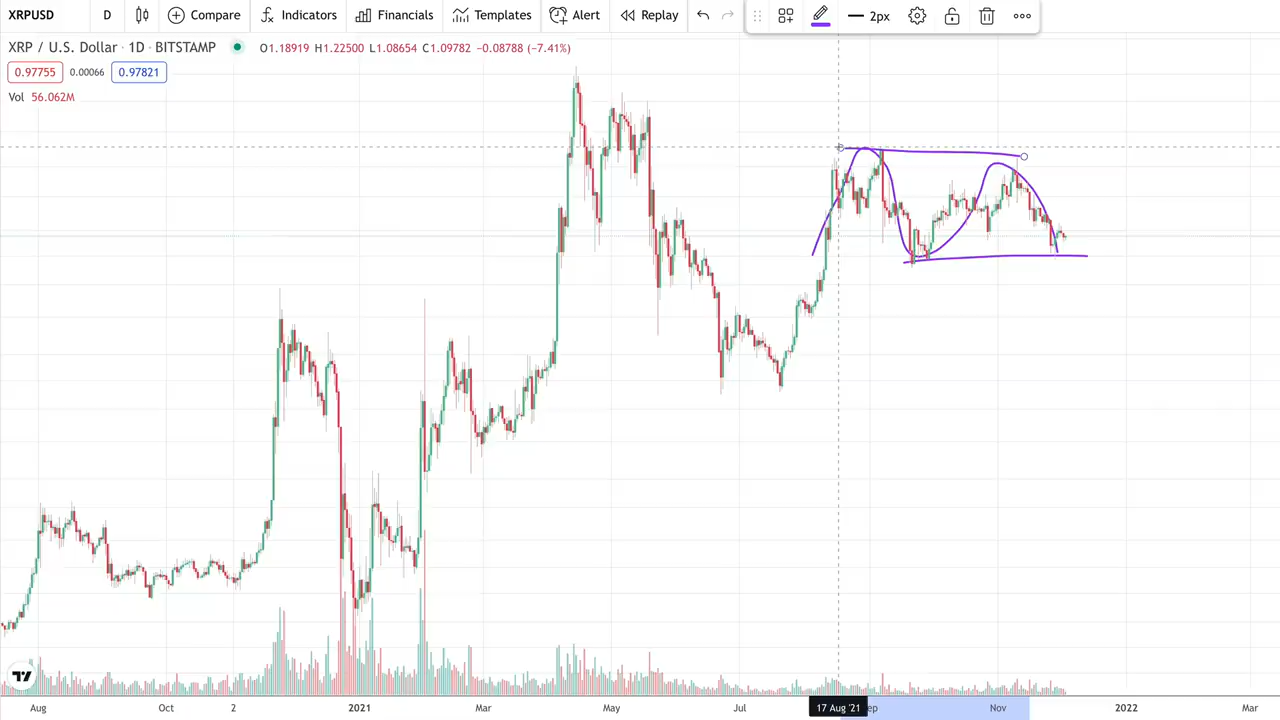 XRPUSD D Compare Indicators Financials Templates Alert Replay 2px
XRP / U.S. Dollar · 1D · BITSTAMP O1.18919 H1.22500 L1.08654 C1.09782 −0.08788 (−7.41%)
0.97755 0.00066 0.97821
Vol 56.062M
Aug Oct 2 2021 Mar May Jul 17 Aug '21 ep Nov 2022 Mar